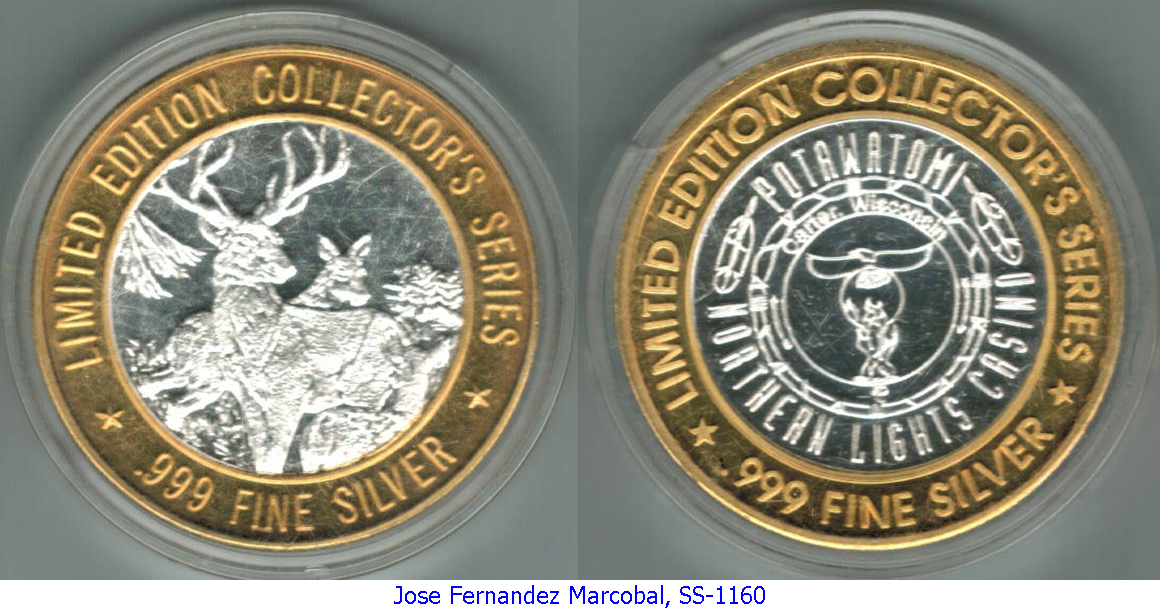 LIMITED EDITION COLLECTOR'S SERIES
.999 FINE SILVER
LIMITED EDITION COLLECTOR'S SERIES
POTAWATOMI
Carter, Wisconsin
NORTHERN LIGHTS CASINO
.999 FINE SILVER
Jose Fernandez Marcobal, SS-1160